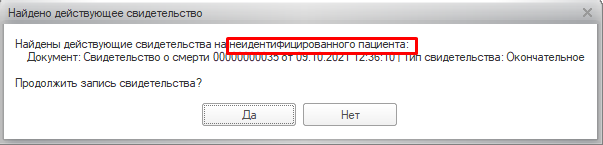 Найдено действующее свидетельство
Найдены действующие свидетельства на неидентифицированного пациента:
Документ: Свидетельство о смерти 00000000035 от 09.10.2021 12:36:10 | Тип свидетельства: Окончательное
Продолжить запись свидетельства?
Да
Нет